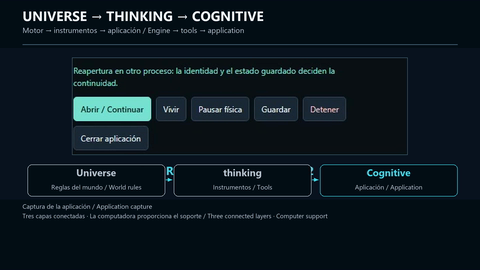 UNIVERSE → THINKING → COGNITIVE
Motor → instrumentos → aplicación / Engine → tools → application
Reapertura en otro proceso: la identidad y el estado guardado deciden la
continuidad.
Abrir / Continuar
Vivir
Pausar física
Guardar
Detener
Cerrar aplicación
Universe
Reglas del mundo / World rules
thinking
Instrumentos / Tools
Cognitive
Aplicación / Application
Captura de la aplicación / Application capture
Tres capas conectadas · La computadora proporciona el soporte / Three connected layers · Computer support